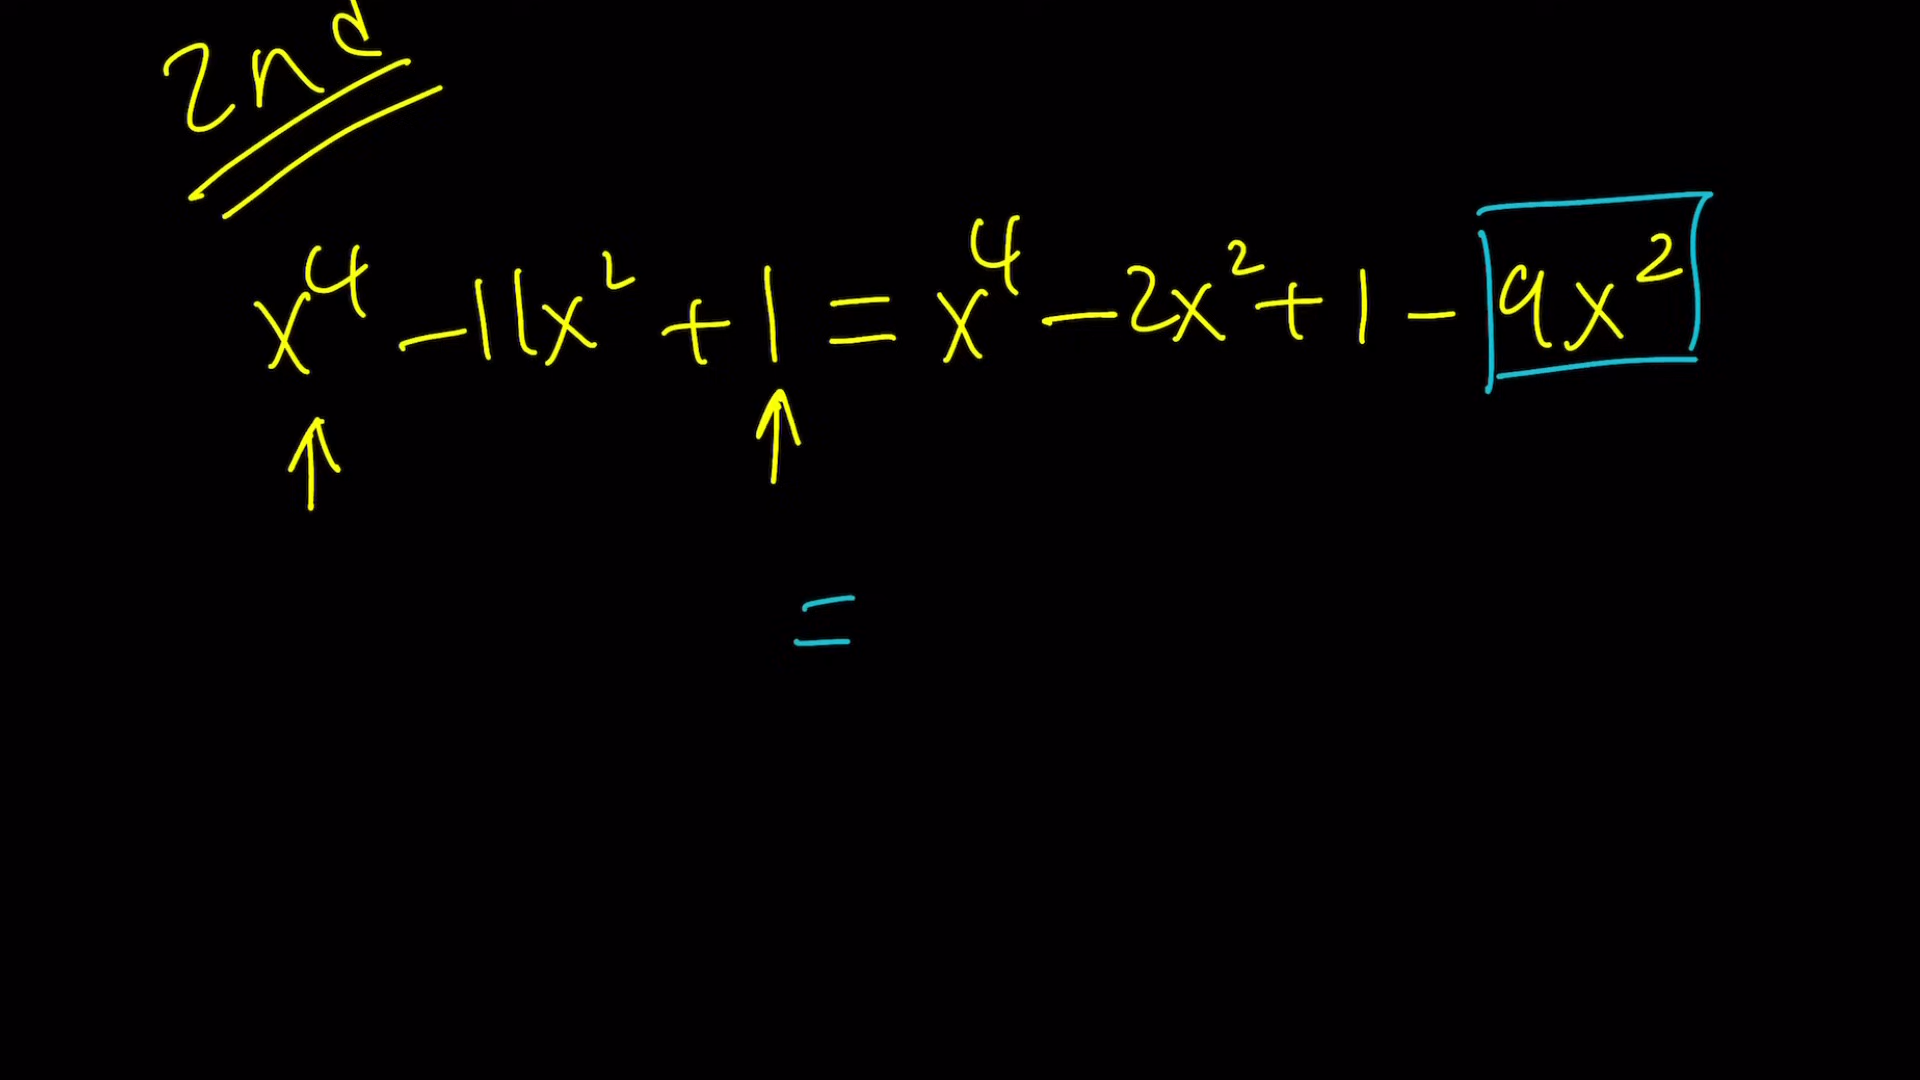 2nd
x⁴ - 11x² + 1 = x⁴ - 2x² + 1 - 9x²
=